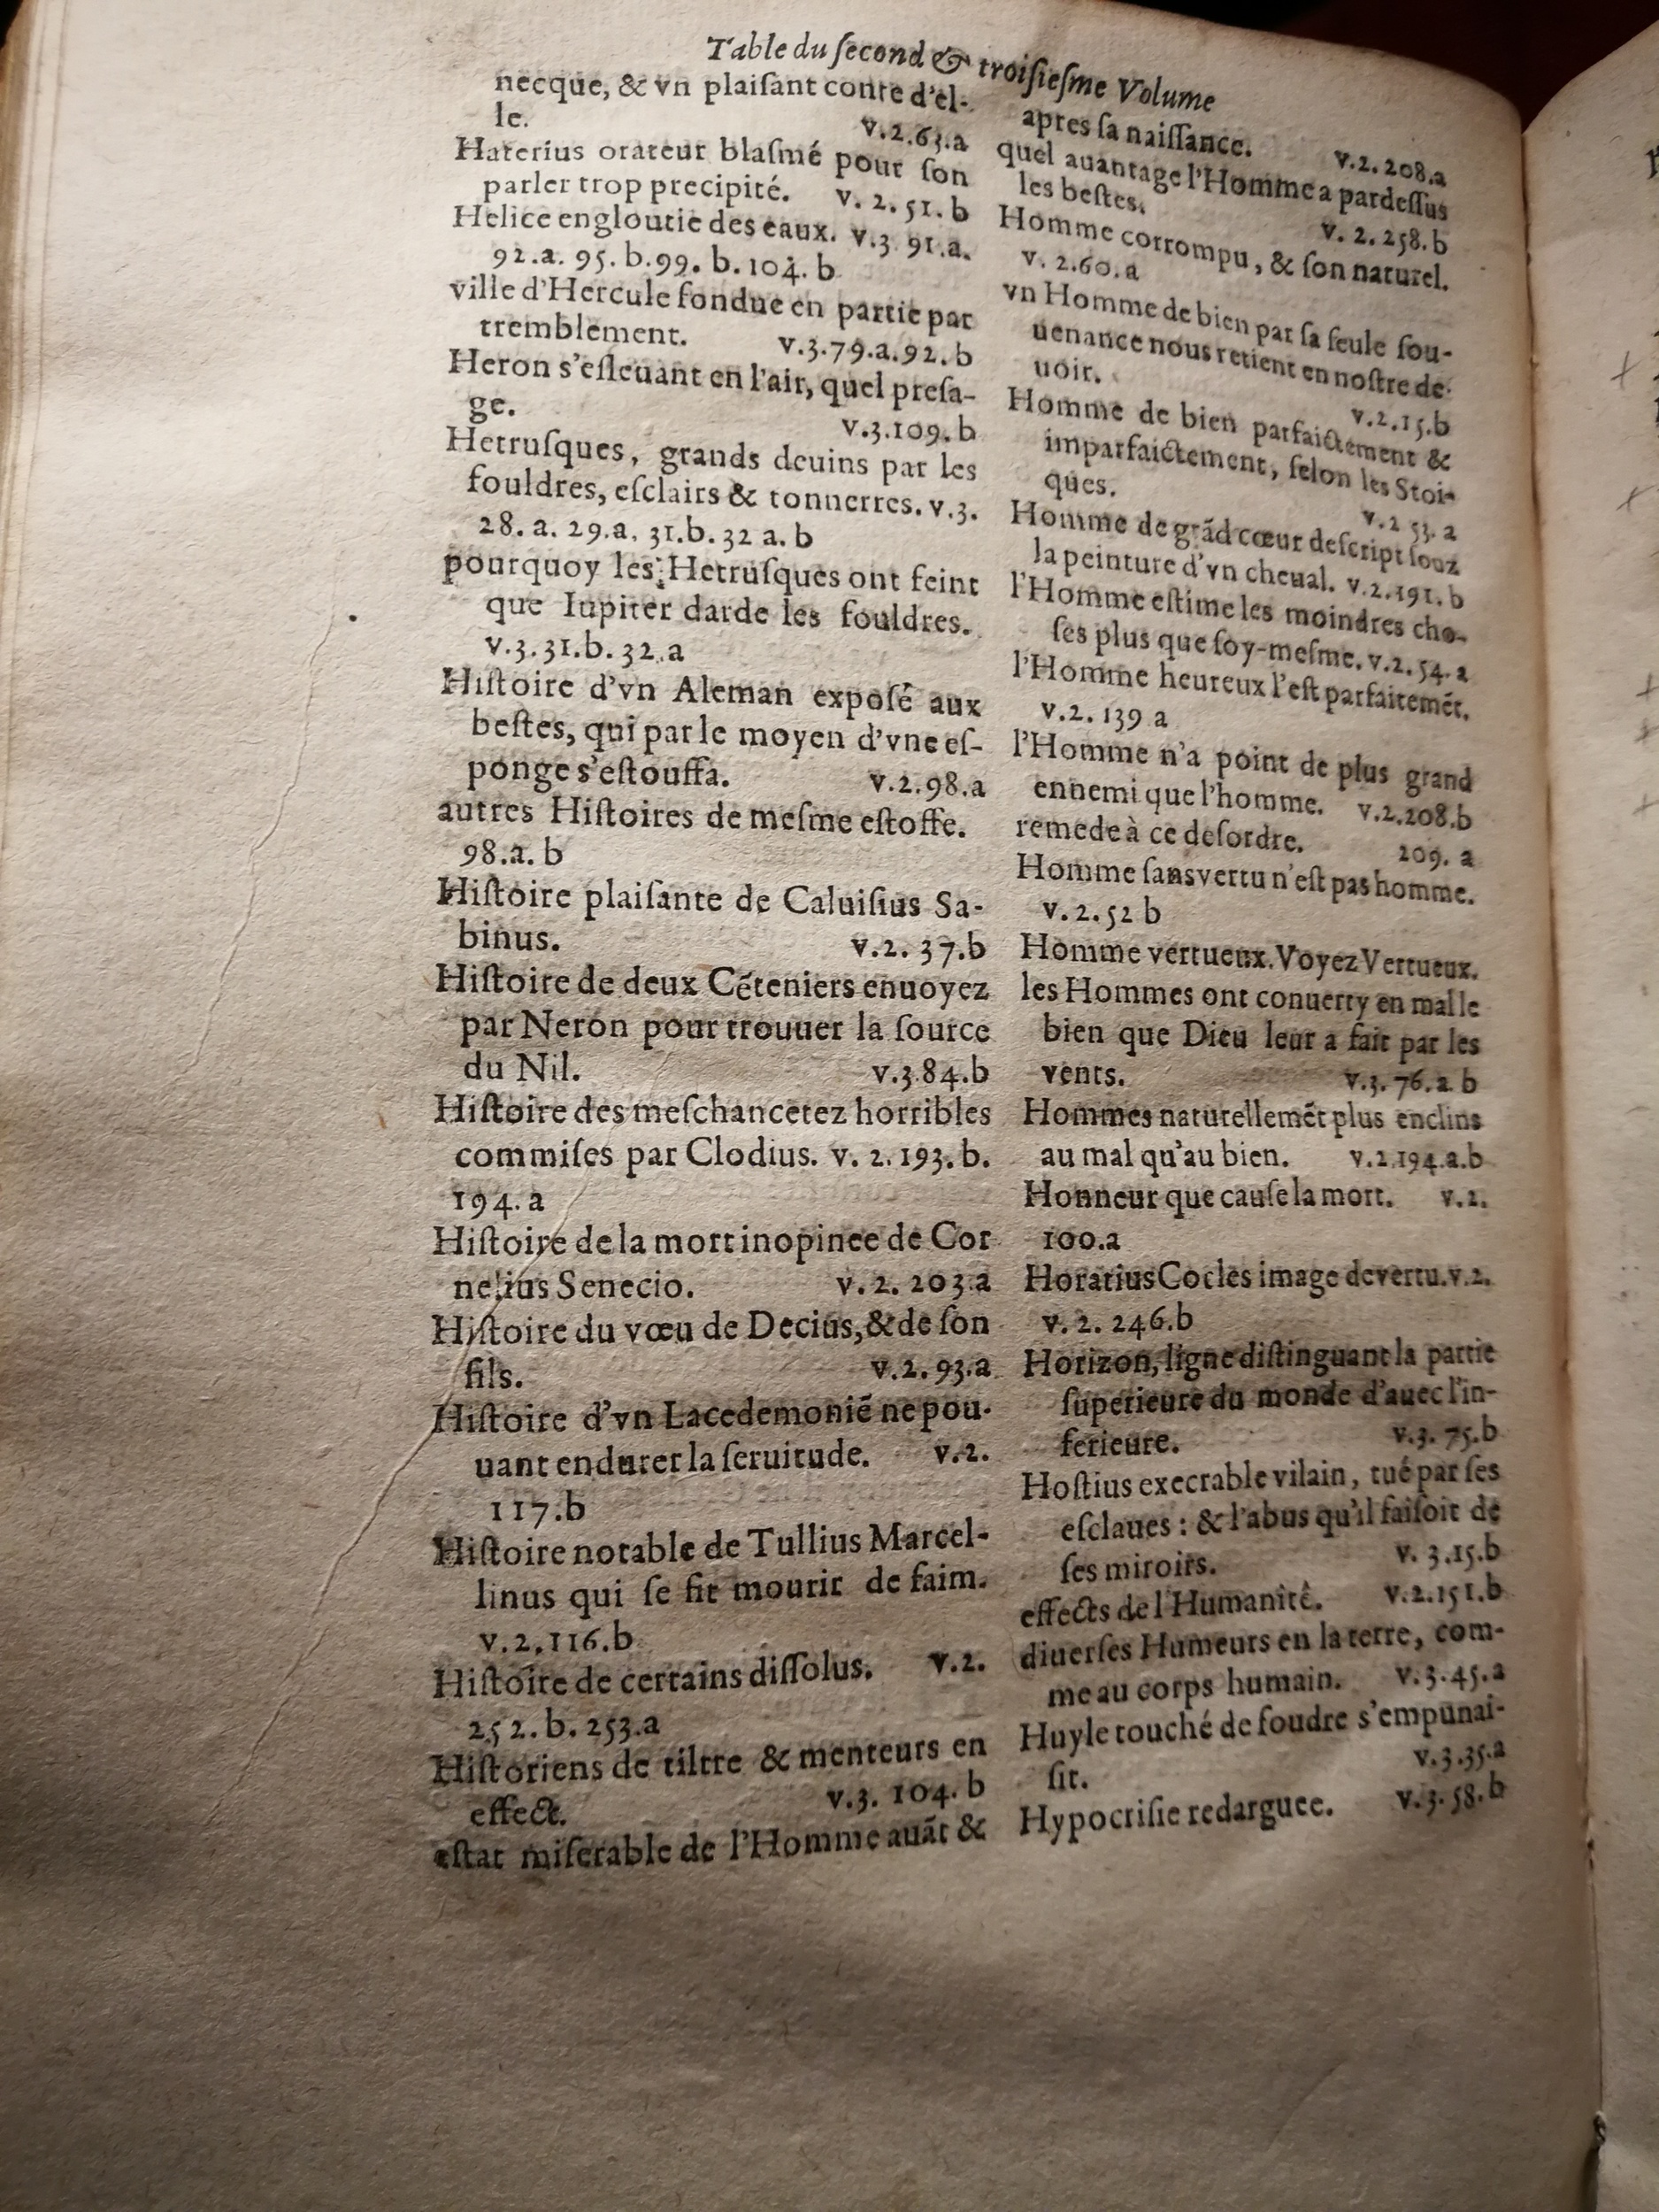 Table du ſecond & troiſieſme Volume
necque, & vn plaiſant conte d'el-
le. v.2.63.a
Haterius orateur blaſmé pour ſon
parler trop precipité. v. 2. 51. b
Helice engloutie des eaux. v.3 91.a.
92.a. 95. b.99. b. 104. b
ville d'Hercule fondue en partie par
tremblement. v.3.79.a.92. b
Heron s'eſleuant en l'air, quel preſa-
ge. v.3.109. b
Hetruſques, grands deuins par les
fouldres, eſclairs & tonnerres. v.3.
28. a. 29.a. 31.b. 32 a. b
pourquoy les Hetruſques ont feint
que Iupiter darde les fouldres.
v.3.31.b. 32.a
Hiſtoire d'vn Aleman expoſé aux
beſtes, qui par le moyen d'vne eſ-
ponge s'eſtouffa. v.2.98.a
autres Hiſtoires de meſme eſtoffe.
98.a. b
Hiſtoire plaiſante de Caluiſius Sa-
binus. v.2. 37.b
Hiſtoire de deux Cẽteniers enuoyez
par Neron pour trouuer la ſource
du Nil. v.3.84.b
Hiſtoire des meſchancetez horribles
commiſes par Clodius. v. 2. 193. b.
194. a
Hiſtoire de la mort inopinee de Cor
nelius Senecio. v. 2. 203.a
Hiſtoire du vœu de Decius,& de ſon
fils. v.2. 93.a
Hiſtoire d'vn Lacedemoniẽ ne pou-
uant endurer la ſeruitude. v.2.
117.b
Hiſtoire notable de Tullius Marcel-
linus qui ſe fit mourir de faim.
v.2.116.b
Hiſtoire de certains diſſolus. v.2.
252. b. 253.a
Hiſtoriens de tiltre & menteurs en
effect. v.3. 104. b
eſtat miſerable de l'Homme auãt &
apres ſa naiſſance. v.2. 208.a
quel auantage l'Homme a pardeſſus
les beſtes. v. 2. 258. b
Homme corrompu, & ſon naturel.
v. 2.60.a
vn Homme de bien par ſa ſeule ſou-
uenance nous retient en noſtre de-
uoir. v.2.15.b
Homme de bien parfaictement &
imparfaictement, ſelon les Stoi-
ques. v.2 53. a
Homme de grãd cœur deſcript ſouz
la peinture d'vn cheual. v.2.191. b
l'Homme eſtime les moindres cho-
ſes plus que ſoy-meſme. v.2. 54. a
l'Homme heureux l'eſt parfaitemẽt.
v.2. 139 a
l'Homme n'a point de plus grand
ennemi que l'homme. v.2.208.b
remede à ce deſordre. 209. a
Homme ſans vertu n'eſt pas homme.
v. 2. 52 b
Homme vertueux. Voyez Vertueux.
les Hommes ont conuerty en mal le
bien que Dieu leur a fait par les
vents. v.3. 76.a b
Hommes naturellemẽt plus enclins
au mal qu'au bien. v.2.194.a.b
Honneur que cauſe la mort. v.2.
100.a
Horatius Cocles image de vertu. v.2.
v. 2. 246.b
Horizon, ligne diſtinguant la partie
ſuperieure du monde d'auec l'in-
ferieure. v.3. 75.b
Hoſtius execrable vilain, tué par ſes
eſclaues : & l'abus qu'il faiſoit de
ſes miroirs. v. 3.15.b
effects de l'Humanité. v.2.151.b
diuerſes Humeurs en la terre, com-
me au corps humain. v.3.45.a
Huyle touché de foudre s'empunai-
ſit. v.3.35.a
Hypocriſie redarguee. v.3. 58. b